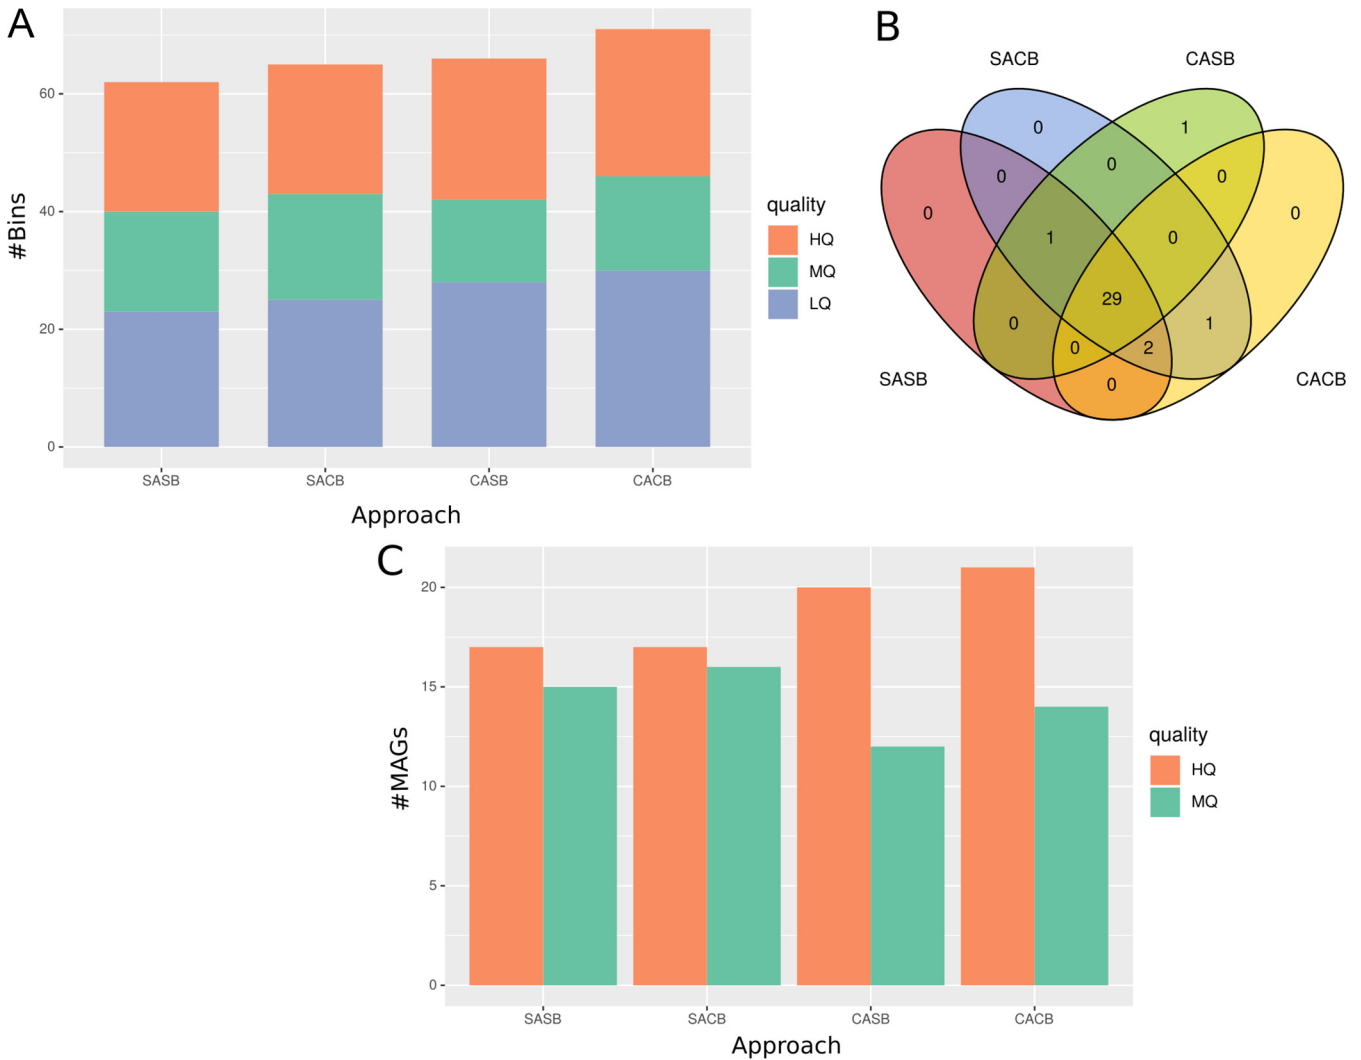 A
#Bins
60
40
20
0
SASB
SACB
CASB
CACB
Approach
quality
HQ
MQ
LQ
B
SACB
CASB
0
1
0
0
0
0
0
1
0
29
0
1
0
2
0
SASB
CACB
C
#MAGs
20
15
10
5
0
SASB
SACB
CASB
CACB
Approach
quality
HQ
MQ